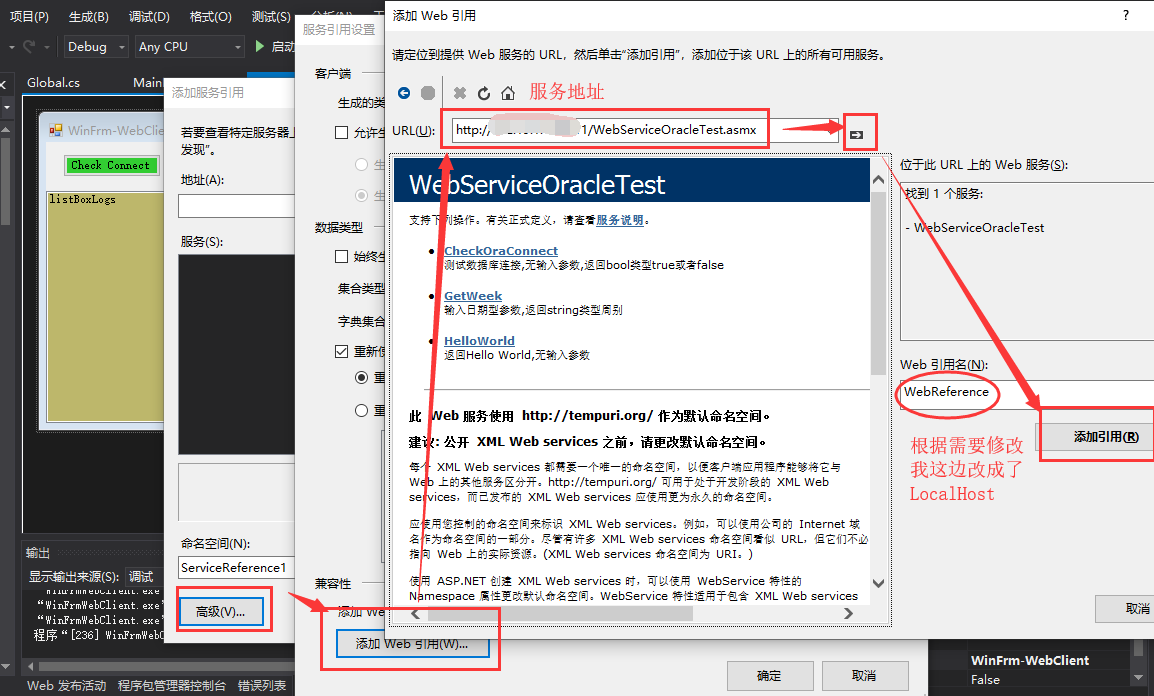 项目(P) 生成(B) 调试(D) 格式(O) 测试(S)
Debug Any CPU 启动
Global.cs Main
WinFrm-WebClie
Check Connect
listBoxLogs
输出
显示输出来源(S): 调试
"WinFrmWebClient.exe"
"WinFrmWebClient.exe"
程序"[236] WinFrmWebC
Web 发布活动 程序包管理器控制台 错误列表
添加服务引用
若要查看特定服务器上
发现"。
地址(A):
服务(S):
命名空间(N):
ServiceReference1
高级(V)...
服务引用设置
客户端
生成的类
允许生
数据类型
始终生
集合类型
字典集合
重新使
重
重
兼容性
添加 We
添加 Web 引用(W)...
确定 取消
添加 Web 引用
?
请定位到提供 Web 服务的 URL，然后单击"添加引用"，添加位于该 URL 上的所有可用服务。
服务地址
URL(U): http:// 1/WebServiceOracleTest.asmx
WebServiceOracleTest
支持下列操作。有关正式定义，请查看服务说明。
CheckOraConnect
测试数据库连接,无输入参数,返回bool类型true或者false
GetWeek
输入日期型参数,返回string类型周别
HelloWorld
返回Hello World,无输入参数
此 Web 服务使用 http://tempuri.org/ 作为默认命名空间。
建议: 公开 XML Web services 之前，请更改默认命名空间。
每个 XML Web services 都需要一个唯一的命名空间，以便客户端应用程序能够将它与
Web 上的其他服务区分开。http://tempuri.org/ 可用于处于开发阶段的 XML Web
services，而已发布的 XML Web services 应使用更为永久的命名空间。
应使用您控制的命名空间来标识 XML Web services。例如，可以使用公司的 Internet 域
名作为命名空间的一部分。尽管有许多 XML Web services 命名空间看似 URL，但它们不必
指向 Web 上的实际资源。(XML Web services 命名空间为 URI。)
使用 ASP.NET 创建 XML Web services 时，可以使用 WebService 特性的
Namespace 属性更改默认命名空间。WebService 特性适用于包含 XML Web services
位于此 URL 上的 Web 服务(S):
找到 1 个服务:
- WebServiceOracleTest
Web 引用名(N):
WebReference
添加引用(R)
根据需要修改
我这边改成了
LocalHost
取消
WinFrm-WebClient
False